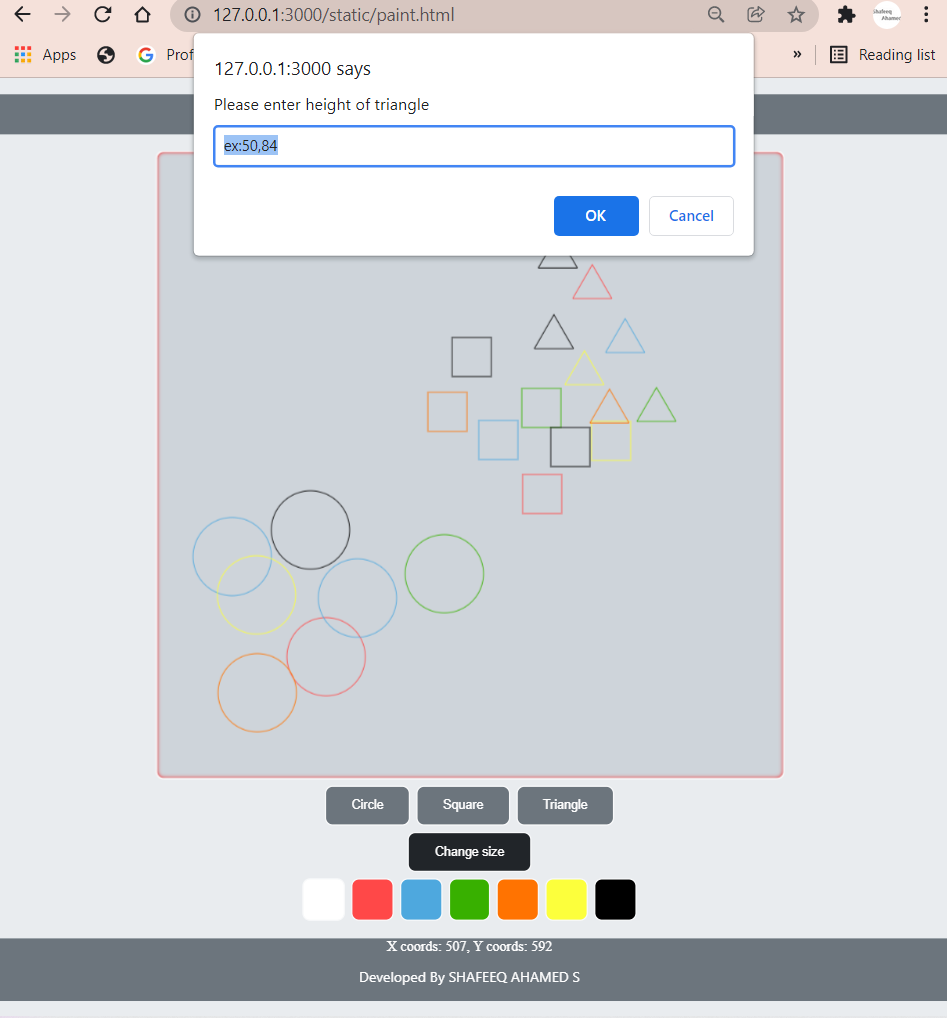 127.0.0.1:3000/static/paint.html
Shafeeq
Ahamed
Apps
Prof
»
Reading list
127.0.0.1:3000 says
Please enter height of triangle
ex:50,84
OK
Cancel
Circle
Square
Triangle
Change size
X coords: 507, Y coords: 592
Developed By SHAFEEQ AHAMED S